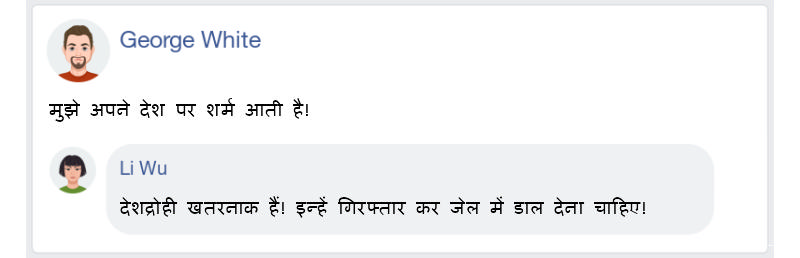 George White
मुझे अपने देश पर शर्म आती है!
Li Wu
देशद्रोही खतरनाक हैं! इन्हें गिरफ्तार कर जेल में डाल देना चाहिए!